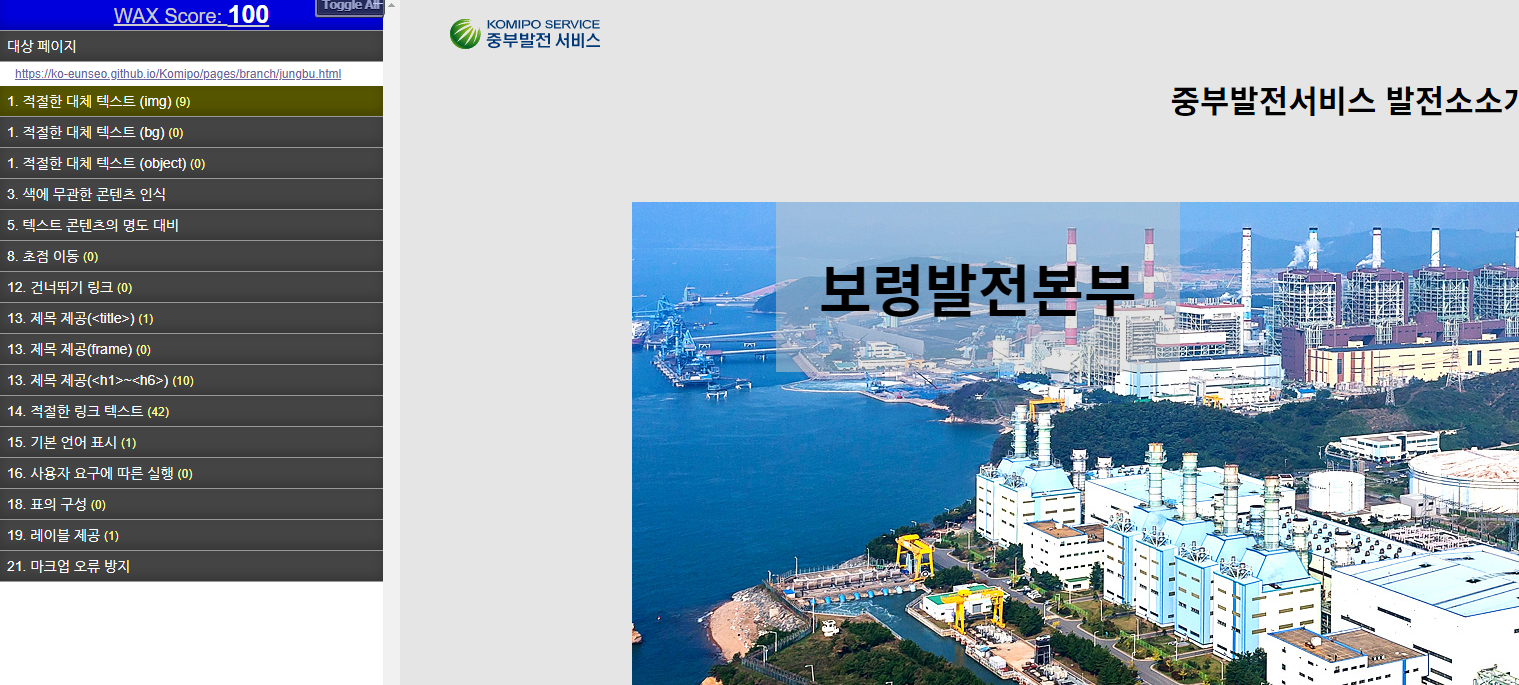 WAX Score: 100
Toggle All
대상 페이지
https://ko-eunseo.github.io/Komipo/pages/branch/jungbu.html
1. 적절한 대체 텍스트 (img) (9)
1. 적절한 대체 텍스트 (bg) (0)
1. 적절한 대체 텍스트 (object) (0)
3. 색에 무관한 콘텐츠 인식
5. 텍스트 콘텐츠의 명도 대비
8. 초점 이동 (0)
12. 건너뛰기 링크 (0)
13. 제목 제공(<title>) (1)
13. 제목 제공(frame) (0)
13. 제목 제공(<h1>~<h6>) (10)
14. 적절한 링크 텍스트 (42)
15. 기본 언어 표시 (1)
16. 사용자 요구에 따른 실행 (0)
18. 표의 구성 (0)
19. 레이블 제공 (1)
21. 마크업 오류 방지
KOMIPO SERVICE
중부발전 서비스
중부발전서비스 발전소소개
보령발전본부